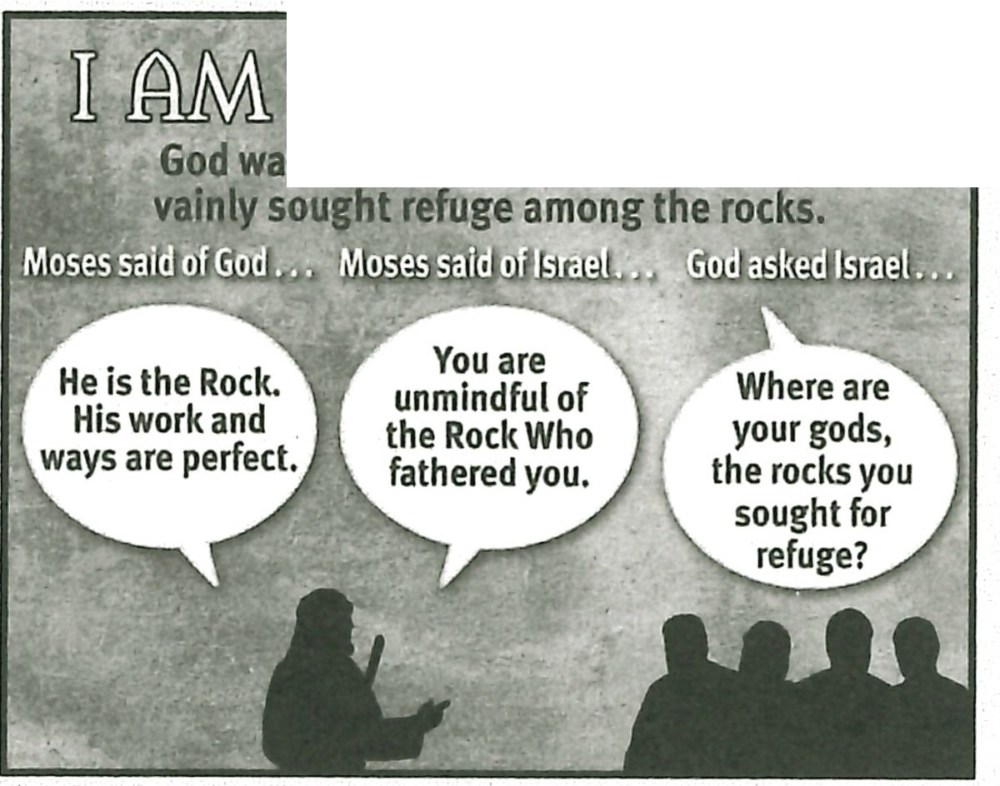 I AM
God wa
vainly sought refuge among the rocks.
Moses said of God...
Moses said of Israel...
God asked Israel...
He is the Rock.
His work and
ways are perfect.
You are
unmindful of
the Rock Who
fathered you.
Where are
your gods,
the rocks you
sought for
refuge?